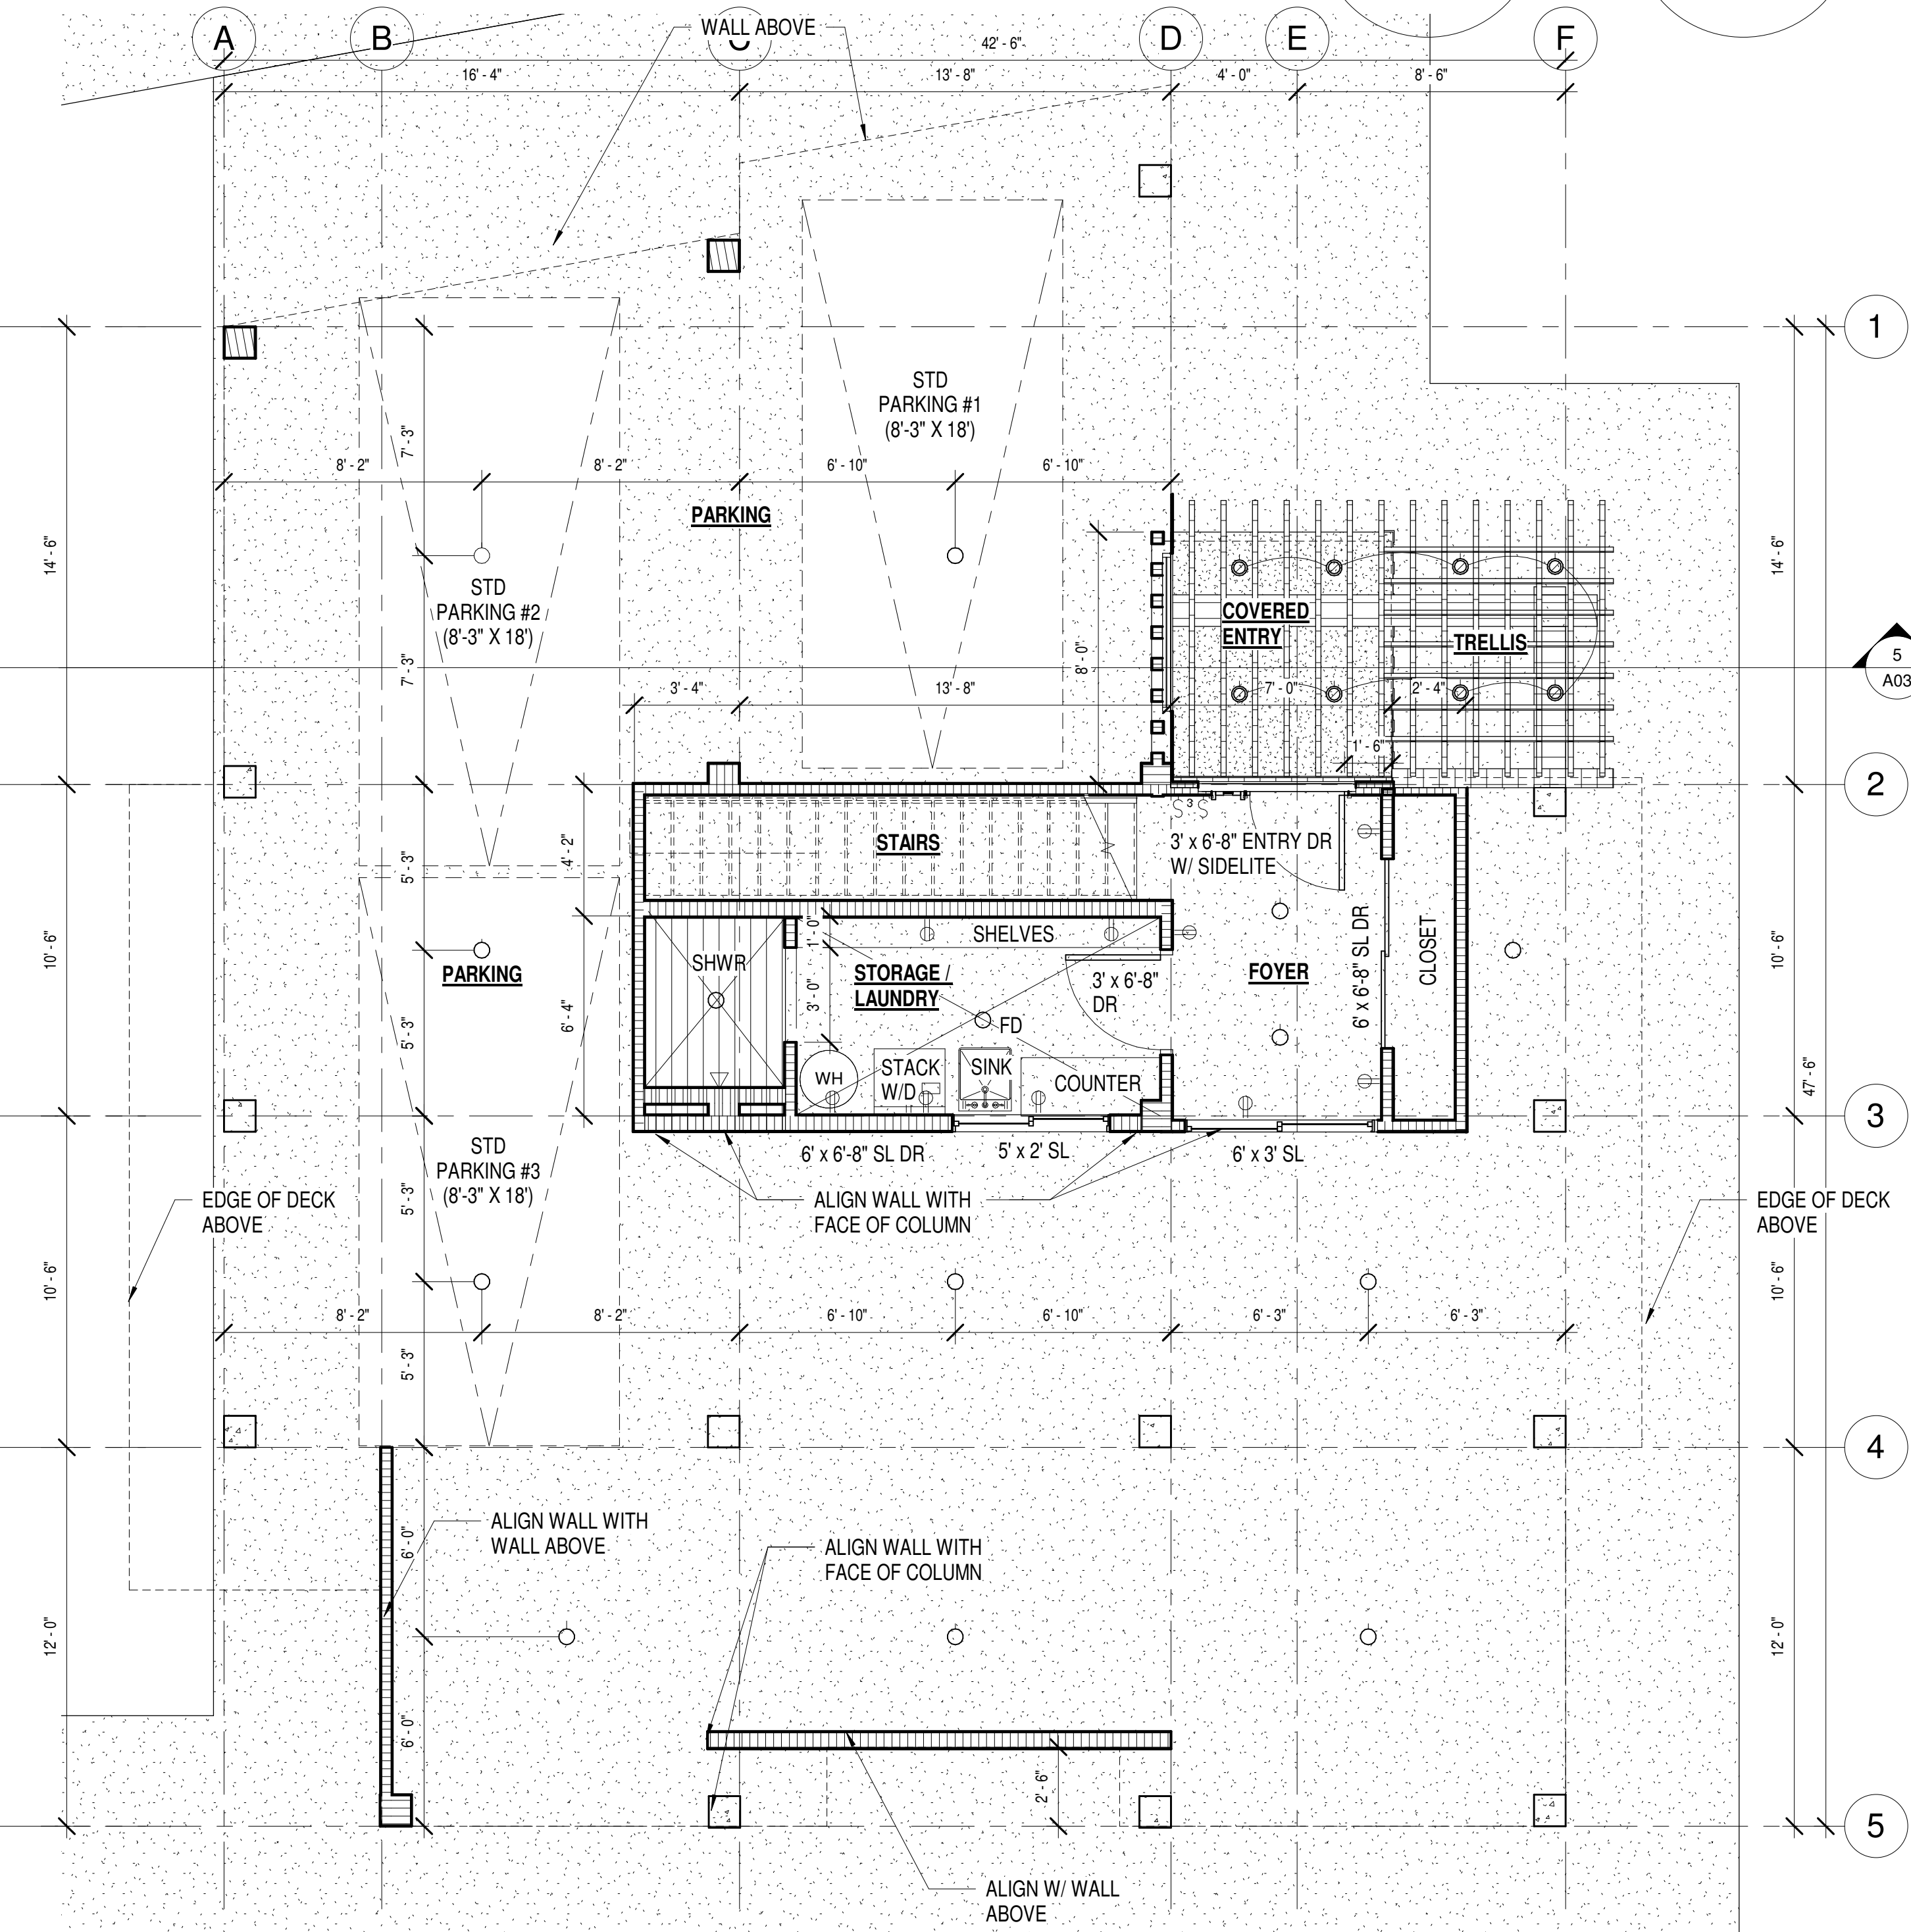 A
B
C
D
E
F
WALL ABOVE
42' - 6"
16' - 4"
13' - 8"
4' - 0"
8' - 6"
1
STD
PARKING #1
(8'-3" X 18')
7' - 3"
8' - 2"
8' - 2"
6' - 10"
6' - 10"
PARKING
14' - 6"
14' - 6"
STD
PARKING #2
(8'-3" X 18')
COVERED
ENTRY
TRELLIS
7' - 3"
8' - 0"
5
A03
3' - 4"
13' - 8"
7' - 0"
2' - 4"
1' - 6"
2
3
S S
4' - 2"
STAIRS
3' x 6'-8" ENTRY DR
W/ SIDELITE
5' - 3"
10' - 6"
10' - 6"
1' - 0"
SHELVES
SHWR
STORAGE /
LAUNDRY
3' x 6'-8"
DR
FOYER
6' x 6'-8" SL DR
CLOSET
PARKING
3' - 0"
6' - 4"
5' - 3"
FD
STACK
W/D
SINK
WH
COUNTER
47' - 6"
3
STD
PARKING #3
(8'-3" X 18')
6' x 6'-8" SL DR
5' x 2' SL
6' x 3' SL
5' - 3"
EDGE OF DECK
ABOVE
ALIGN WALL WITH
FACE OF COLUMN
EDGE OF DECK
ABOVE
10' - 6"
10' - 6"
8' - 2"
8' - 2"
6' - 10"
6' - 10"
6' - 3"
6' - 3"
5' - 3"
4
ALIGN WALL WITH
WALL ABOVE
6' - 0"
ALIGN WALL WITH
FACE OF COLUMN
12' - 0"
12' - 0"
6' - 0"
2' - 6"
5
ALIGN W/ WALL
ABOVE